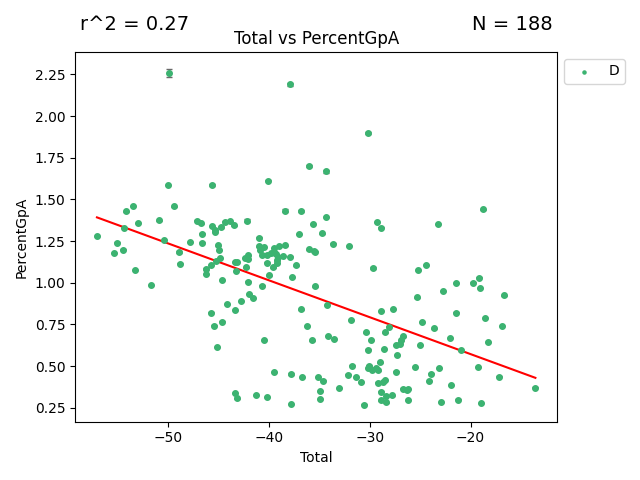 r^2 = 0.27
N = 188
Total vs PercentGpA
D
PercentGpA
2.25
2.00
1.75
1.50
1.25
1.00
0.75
0.50
0.25
−50
−40
−30
−20
Total